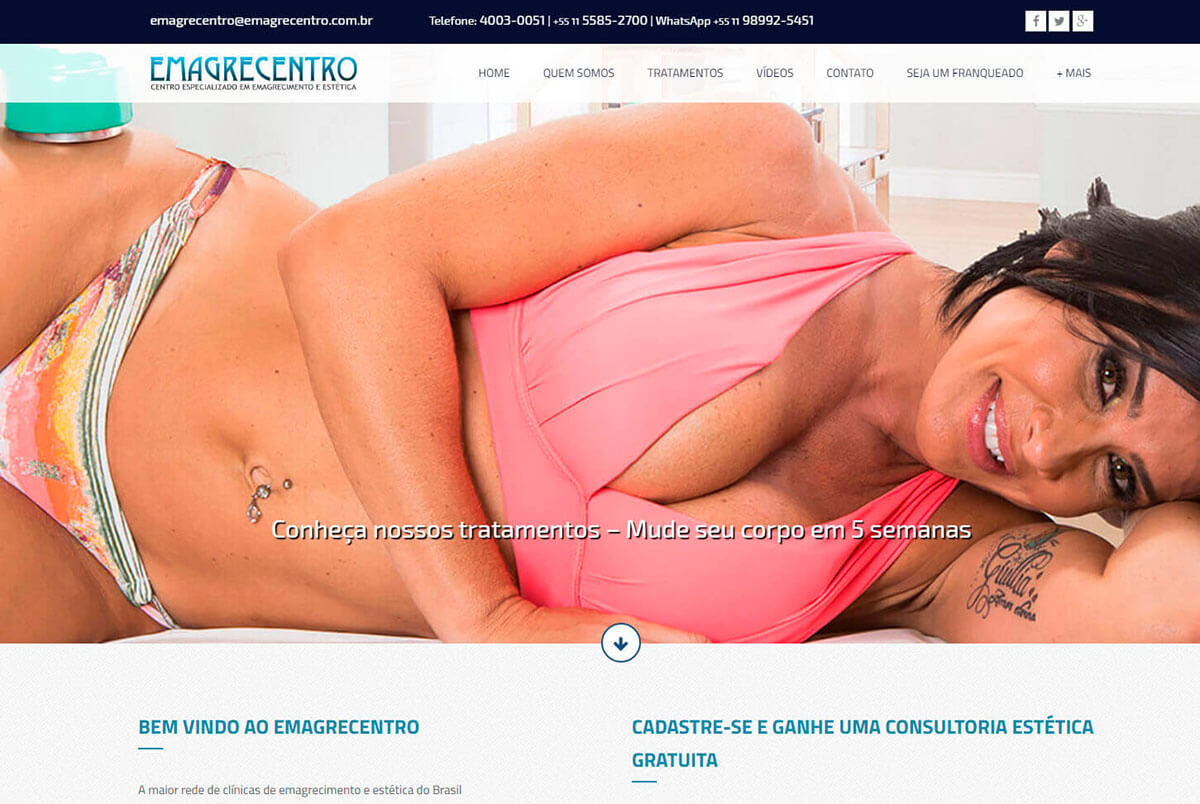 emagrecentro@emagrecentro.com.br
Telefone: 4003-0051 | +55 11 5585-2700 | WhatsApp +55 11 98992-5451
EMAGRECENTRO
CENTRO ESPECIALIZADO EM EMAGRECIMENTO E ESTÉTICA
HOME QUEM SOMOS TRATAMENTOS VÍDEOS CONTATO SEJA UM FRANQUEADO + MAIS
Conheça nossos tratamentos – Mude seu corpo em 5 semanas
Giulia
BEM VINDO AO EMAGRECENTRO
A maior rede de clínicas de emagrecimento e estética do Brasil
CADASTRE-SE E GANHE UMA CONSULTORIA ESTÉTICA
GRATUITA